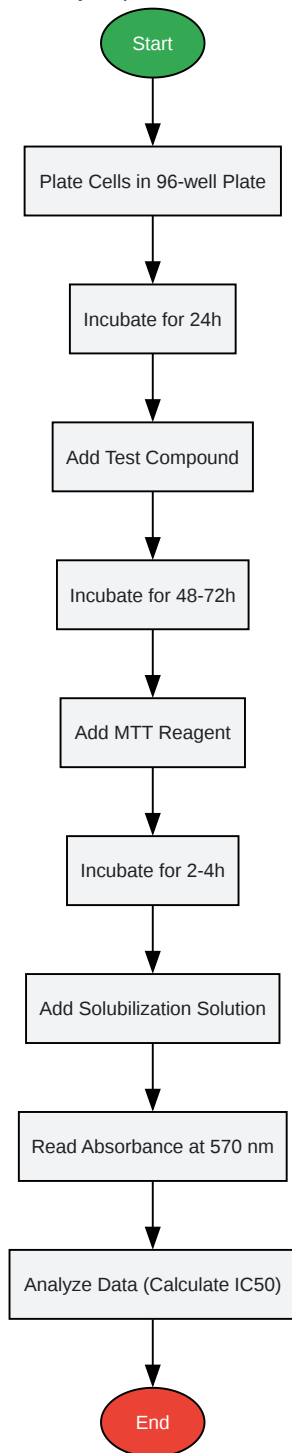 Start
Plate Cells in 96-well Plate
Incubate for 24h
Add Test Compound
Incubate for 48-72h
Add MTT Reagent
Incubate for 2-4h
Add Solubilization Solution
Read Absorbance at 570 nm
Analyze Data (Calculate IC50)
End